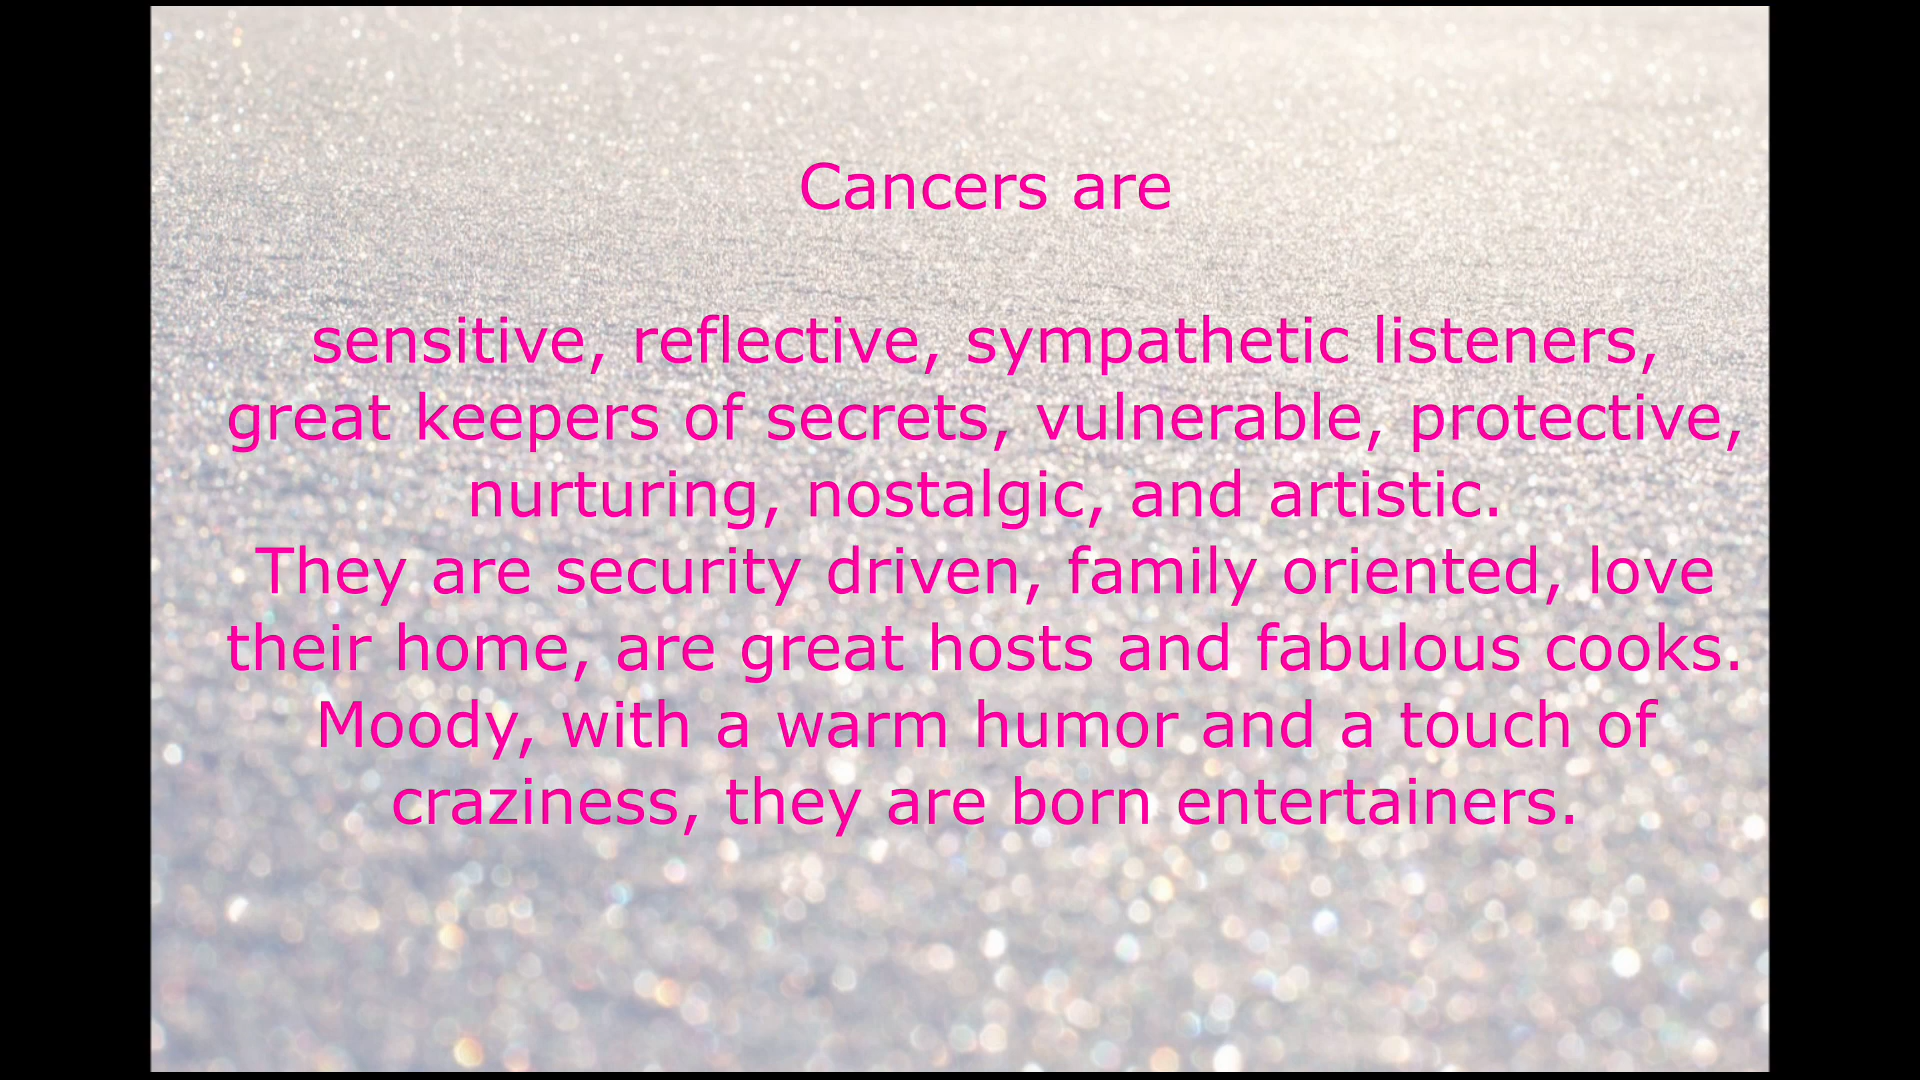 Cancers are
sensitive, reflective, sympathetic listeners,
great keepers of secrets, vulnerable, protective,
nurturing, nostalgic, and artistic.
They are security driven, family oriented, love
their home, are great hosts and fabulous cooks.
Moody, with a warm humor and a touch of
craziness, they are born entertainers.